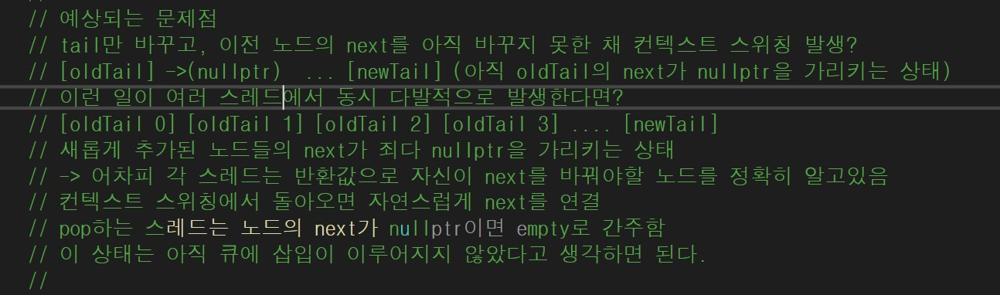 // 예상되는 문제점
// tail만 바꾸고, 이전 노드의 next를 아직 바꾸지 못한 채 컨텍스트 스위칭 발생?
// [oldTail] ->(nullptr)  ... [newTail] (아직 oldTail의 next가 nullptr을 가리키는 상태)
// 이런 일이 여러 스레드에서 동시 다발적으로 발생한다면?
// [oldTail 0] [oldTail 1] [oldTail 2] [oldTail 3] .... [newTail]
// 새롭게 추가된 노드들의 next가 죄다 nullptr을 가리키는 상태
// -> 어차피 각 스레드는 반환값으로 자신이 next를 바꿔야할 노드를 정확히 알고있음
// 컨텍스트 스위칭에서 돌아오면 자연스럽게 next를 연결
// pop하는 스레드는 노드의 next가 nullptr이면 empty로 간주함
// 이 상태는 아직 큐에 삽입이 이루어지지 않았다고 생각하면 된다.
//